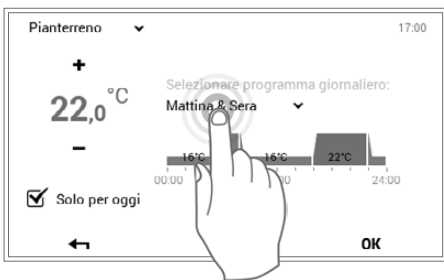 Pianterreno
17:00
+
Selezionare programma giornaliero:
22,0°C
Mattina & Sera
−
16°C 16°C 22°C
00:00 00 24:00
Solo per oggi
OK